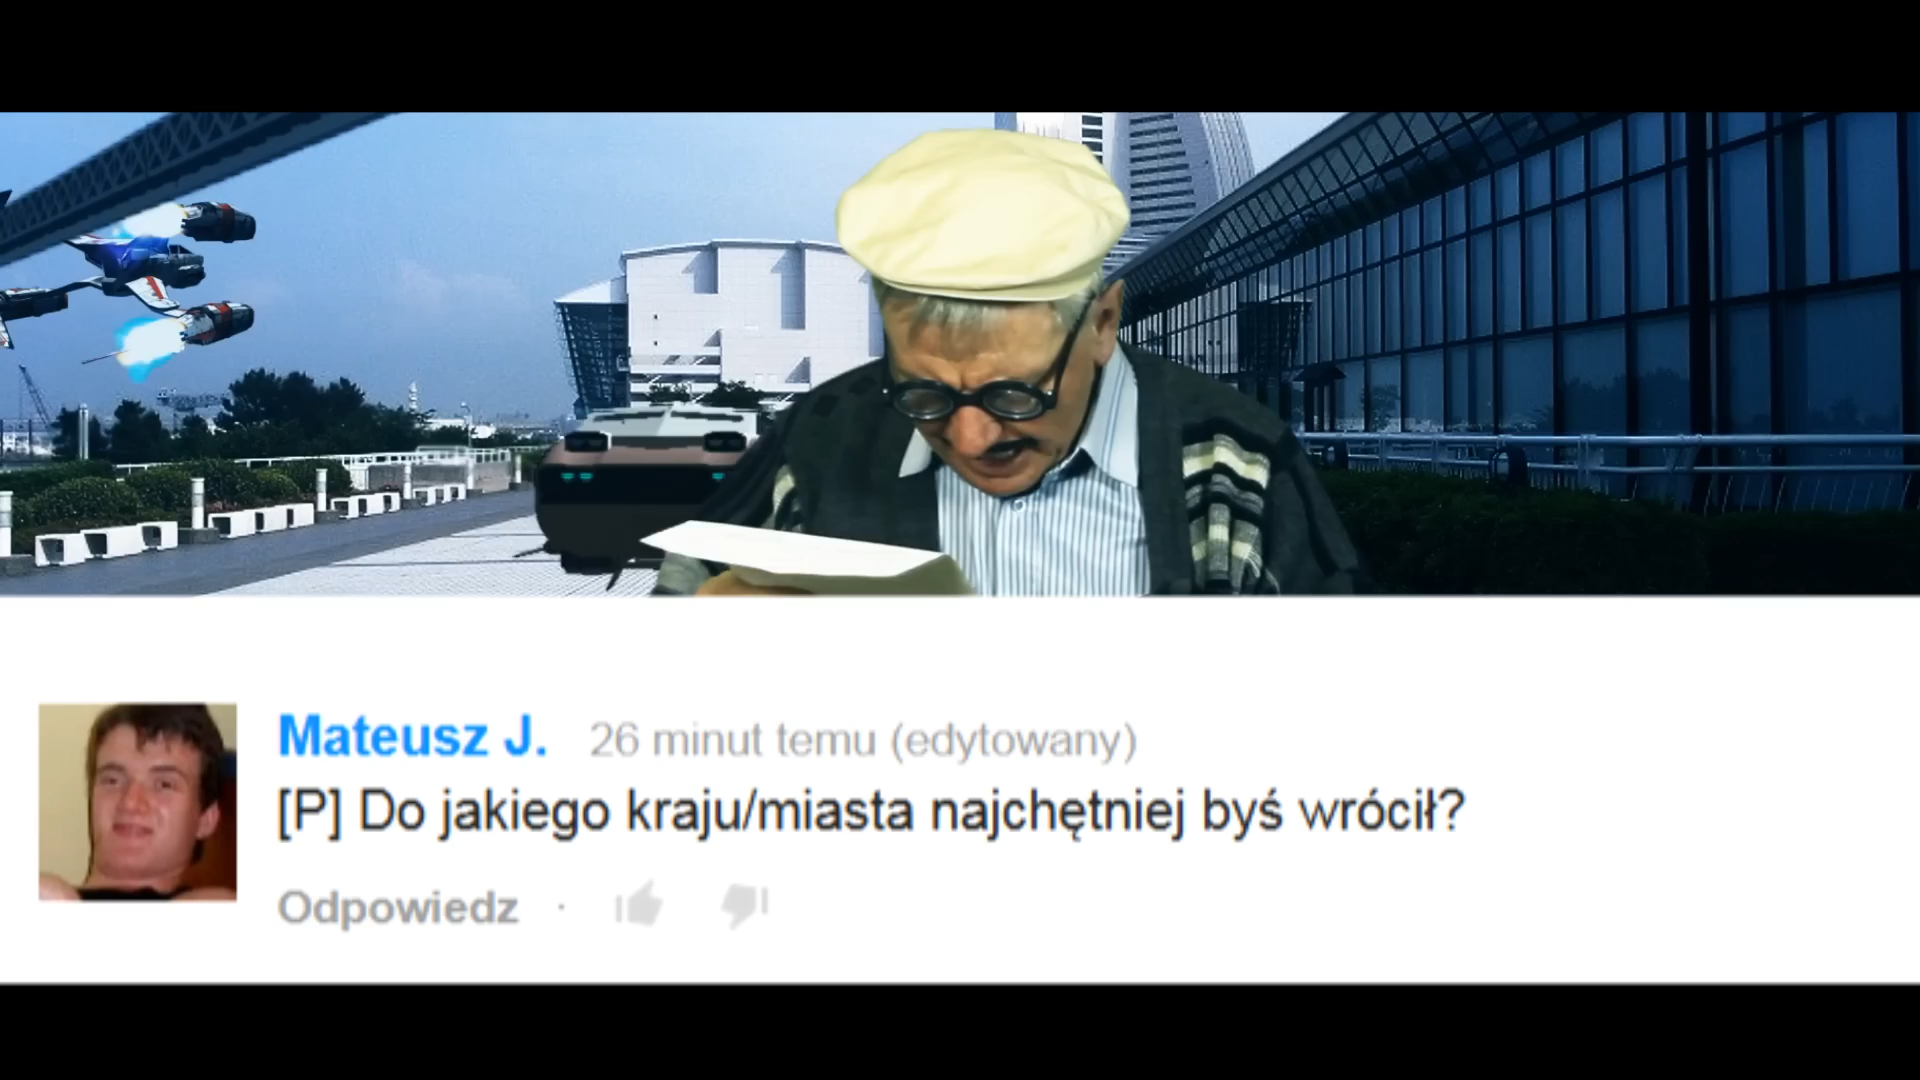 Mateusz J. 26 minut temu (edytowany)
[P] Do jakiego kraju/miasta najchętniej byś wrócił?
Odpowiedz ·